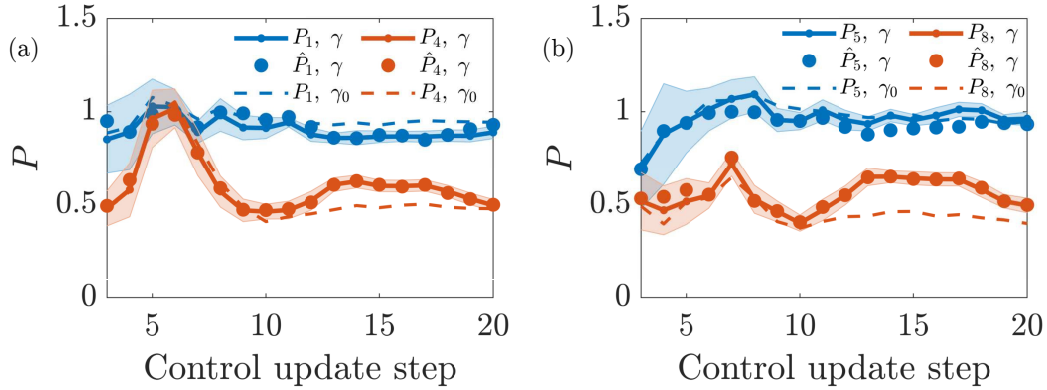 (a)
P
1.5
1
0.5
0
P₁, γ P₄, γ
P̂₁, γ P̂₄, γ
P₁, γ₀ P₄, γ₀
5 10 15 20
Control update step
(b)
P
1.5
1
0.5
0
P₅, γ P₈, γ
P̂₅, γ P̂₈, γ
P₅, γ₀ P₈, γ₀
5 10 15 20
Control update step